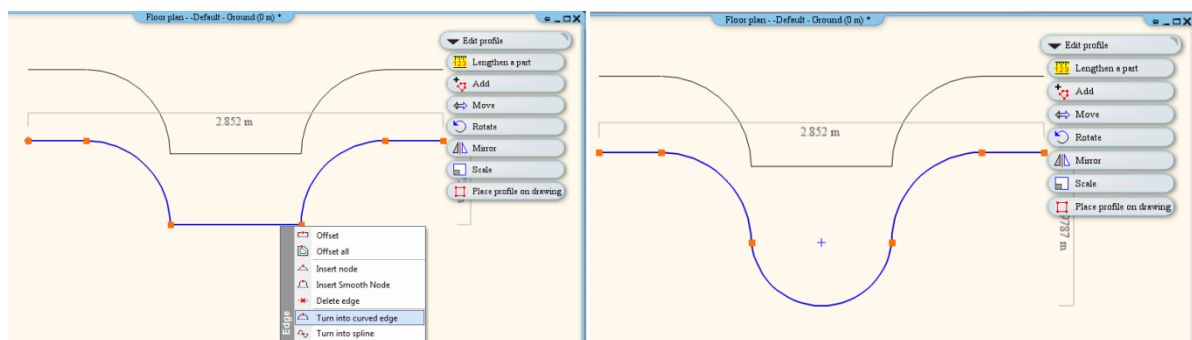 Floor plan - -Default - Ground (0 m) *
Edit profile
Lengthen a part
Add
2.852 m
Move
Rotate
Mirror
Scale
Place profile on drawing
Offset
Offset all
Insert node
Insert Smooth Node
Delete edge
Turn into curved edge
Turn into spline
Edge
Floor plan - -Default - Ground (0 m) *
Edit profile
Lengthen a part
Add
Move
2.852 m
Rotate
Mirror
Scale
Place profile on drawing
9787 m